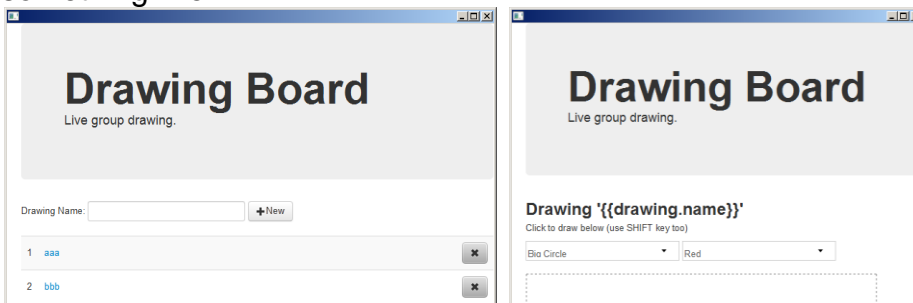 Drawing Board
Live group drawing.
Drawing Name:
New
1 aaa
2 bbb
Drawing Board
Live group drawing.
Drawing '{{drawing.name}}'
Click to draw below (use SHIFT key too)
Big Circle
Red